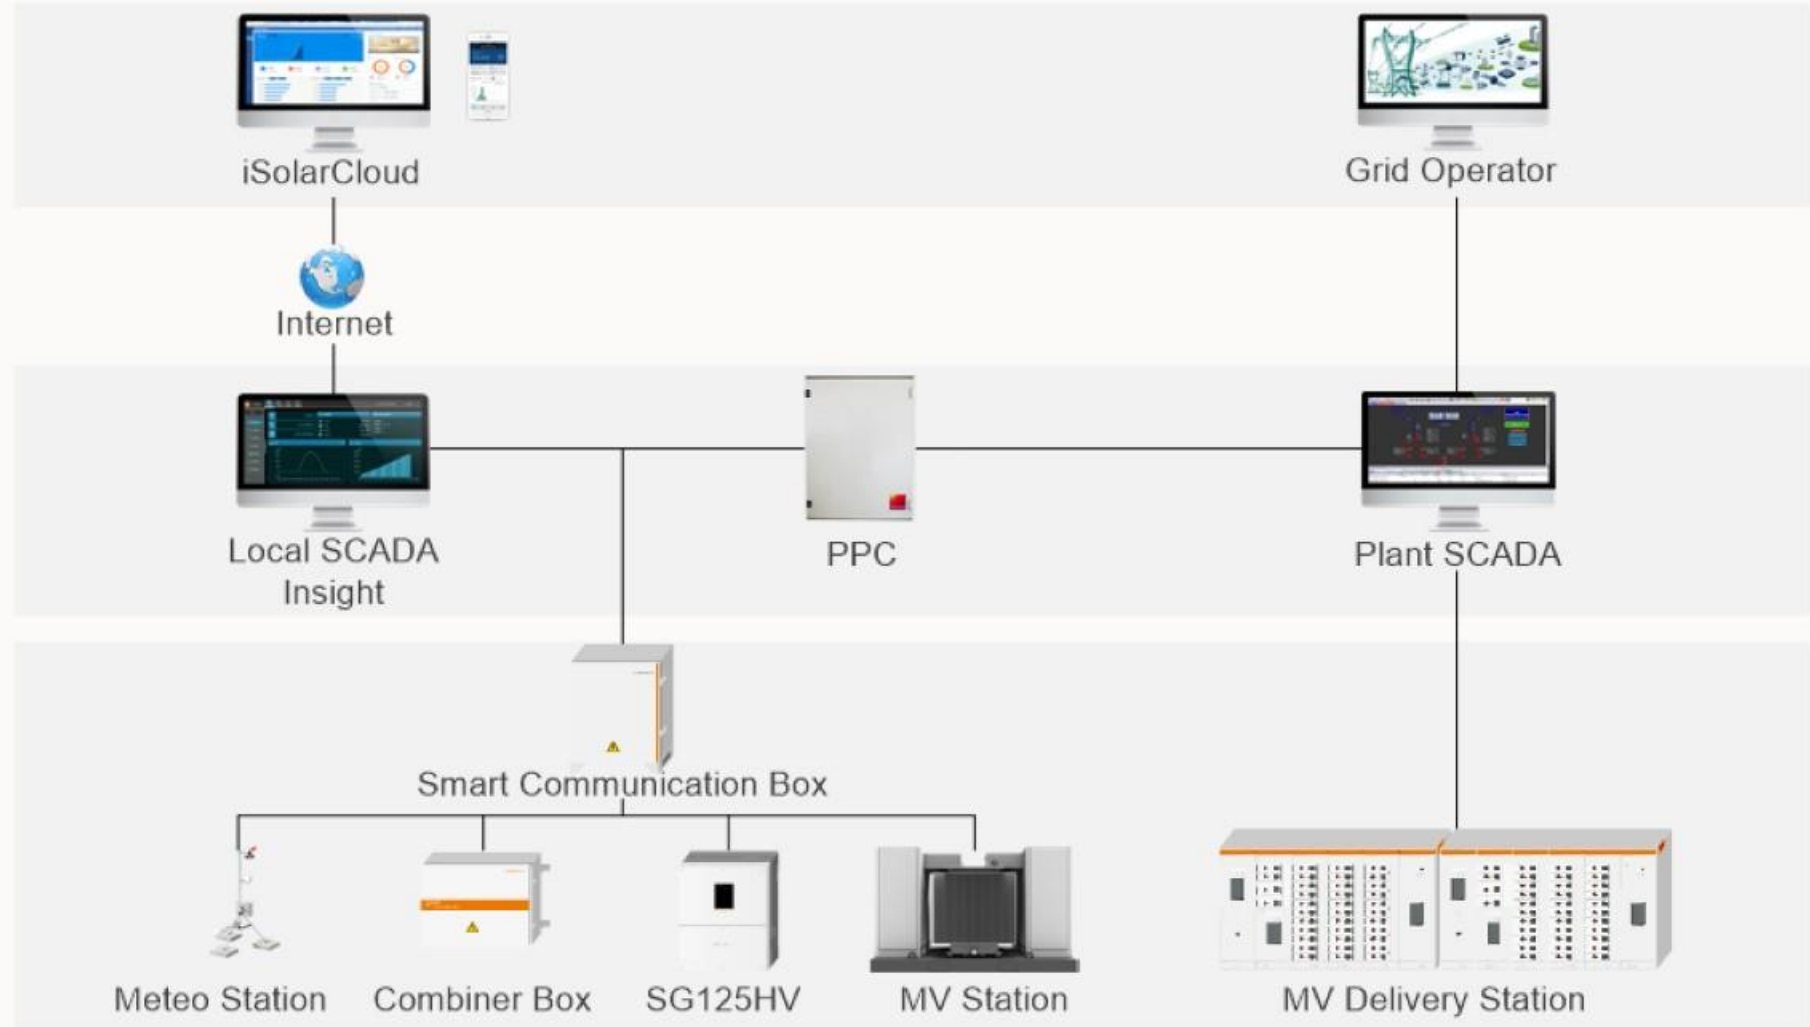 iSolarCloud
Grid Operator
Internet
Local SCADA
Insight
PPC
Plant SCADA
Smart Communication Box
Meteo Station
Combiner Box
SG125HV
MV Station
MV Delivery Station